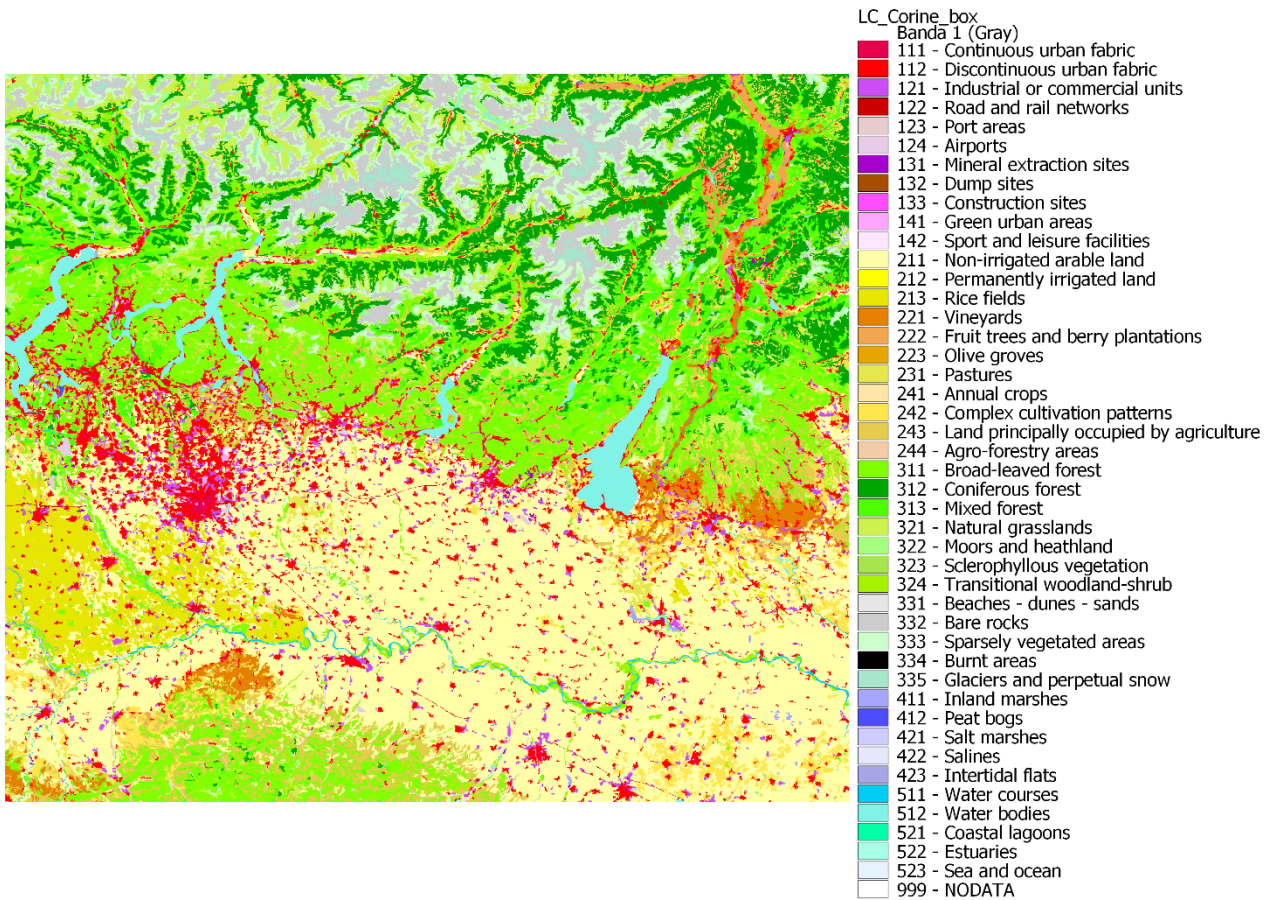 LC_Corine_box
Banda 1 (Gray)
111 - Continuous urban fabric
112 - Discontinuous urban fabric
121 - Industrial or commercial units
122 - Road and rail networks
123 - Port areas
124 - Airports
131 - Mineral extraction sites
132 - Dump sites
133 - Construction sites
141 - Green urban areas
142 - Sport and leisure facilities
211 - Non-irrigated arable land
212 - Permanently irrigated land
213 - Rice fields
221 - Vineyards
222 - Fruit trees and berry plantations
223 - Olive groves
231 - Pastures
241 - Annual crops
242 - Complex cultivation patterns
243 - Land principally occupied by agriculture
244 - Agro-forestry areas
311 - Broad-leaved forest
312 - Coniferous forest
313 - Mixed forest
321 - Natural grasslands
322 - Moors and heathland
323 - Sclerophyllous vegetation
324 - Transitional woodland-shrub
331 - Beaches - dunes - sands
332 - Bare rocks
333 - Sparsely vegetated areas
334 - Burnt areas
335 - Glaciers and perpetual snow
411 - Inland marshes
412 - Peat bogs
421 - Salt marshes
422 - Salines
423 - Intertidal flats
511 - Water courses
512 - Water bodies
521 - Coastal lagoons
522 - Estuaries
523 - Sea and ocean
999 - NODATA